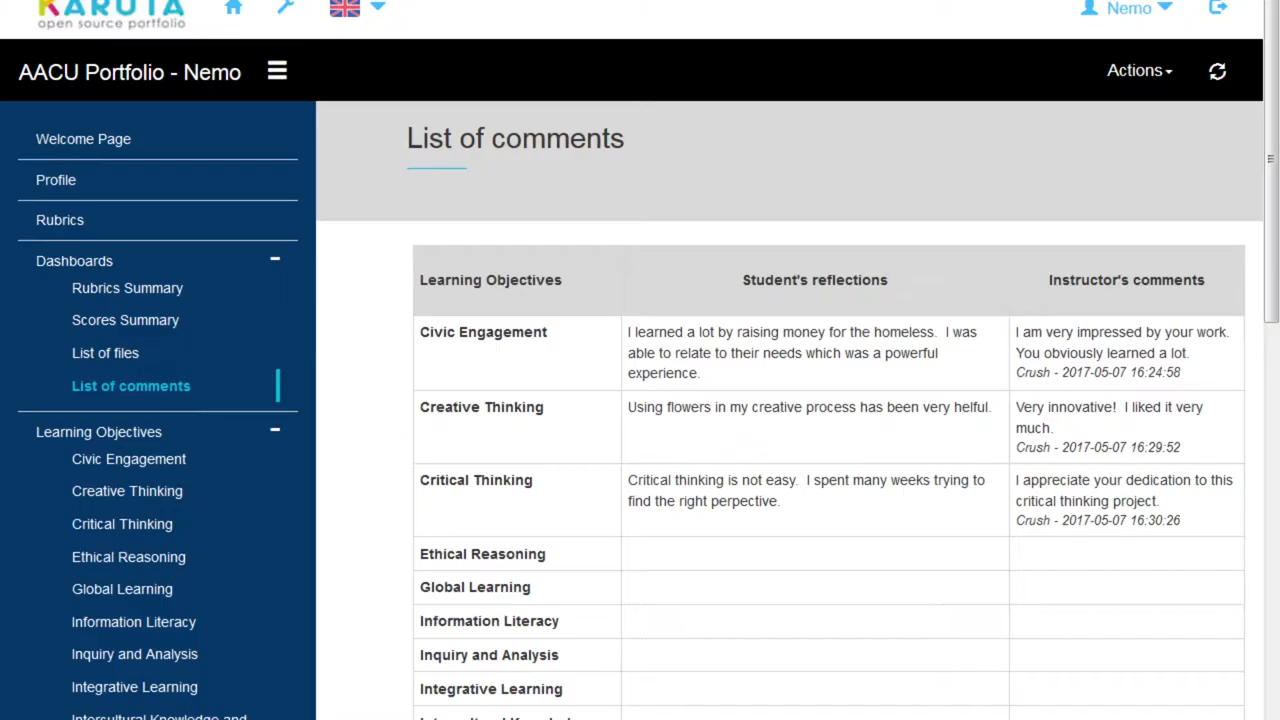 KARUTA
open source portfolio
Nemo
AACU Portfolio - Nemo
Actions
Welcome Page
Profile
Rubrics
Dashboards
Rubrics Summary
Scores Summary
List of files
List of comments
Learning Objectives
Civic Engagement
Creative Thinking
Critical Thinking
Ethical Reasoning
Global Learning
Information Literacy
Inquiry and Analysis
Integrative Learning
Intercultural Knowledge and
List of comments
Learning Objectives Student's reflections Instructor's comments
Civic Engagement
I learned a lot by raising money for the homeless. I was
able to relate to their needs which was a powerful
experience.
I am very impressed by your work.
You obviously learned a lot.
Crush - 2017-05-07 16:24:58
Creative Thinking
Using flowers in my creative process has been very helful.
Very innovative! I liked it very
much.
Crush - 2017-05-07 16:29:52
Critical Thinking
Critical thinking is not easy. I spent many weeks trying to
find the right perpective.
I appreciate your dedication to this
critical thinking project.
Crush - 2017-05-07 16:30:26
Ethical Reasoning
Global Learning
Information Literacy
Inquiry and Analysis
Integrative Learning